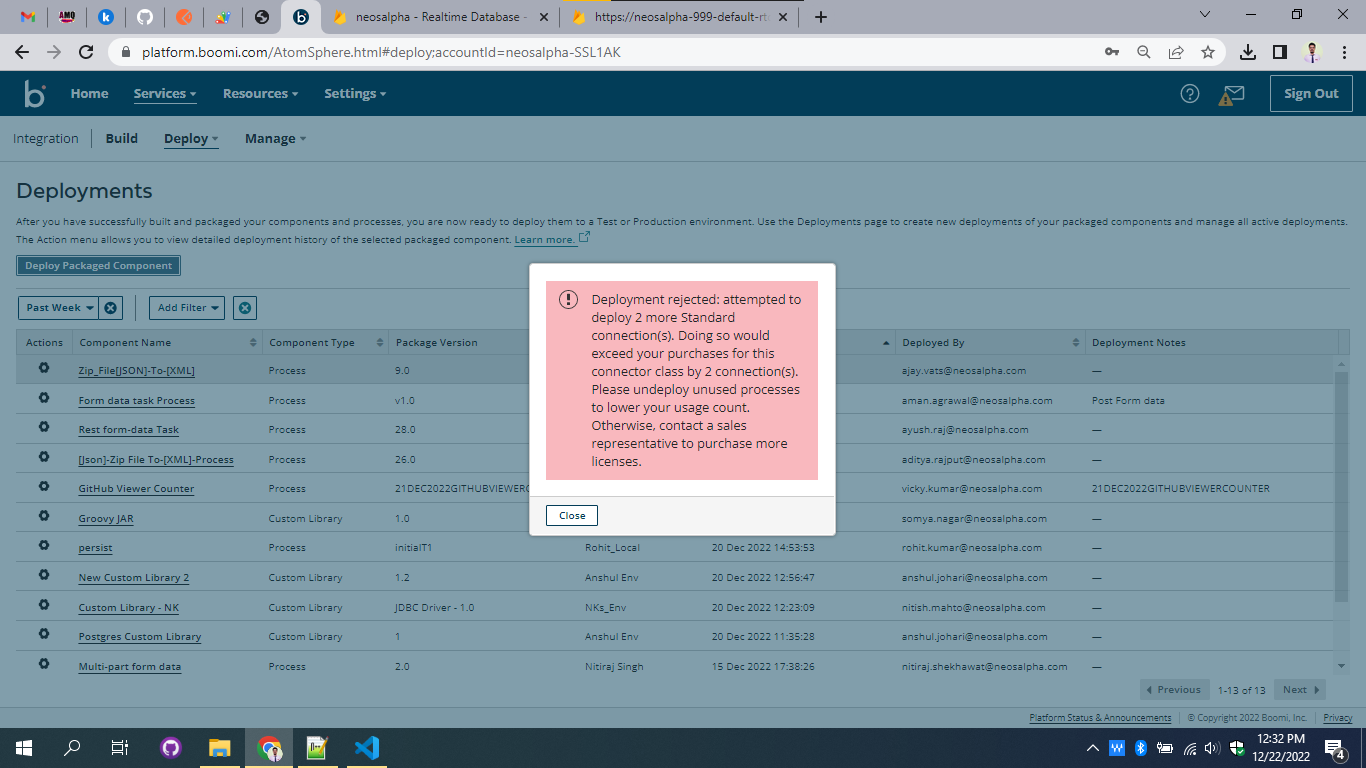 neosalpha - Realtime Database -
https://neosalpha-999-default-rt
platform.boomi.com/AtomSphere.html#deploy;accountId=neosalpha-SSL1AK
Home Services Resources Settings Sign Out
Integration Build Deploy Manage
Deployments
After you have successfully built and packaged your components and processes, you are now ready to deploy them to a Test or Production environment. Use the Deployments page to create new deployments of your packaged components and manage all active deployments.
The Action menu allows you to view detailed deployment history of the selected packaged component. Learn more.
Deploy Packaged Component
Past Week Add Filter
Actions Component Name Component Type Package Version Deployed By Deployment Notes
Zip_File[JSON]-To-[XML] Process 9.0 ajay.vats@neosalpha.com —
Form data task Process Process v1.0 aman.agrawal@neosalpha.com Post Form data
Rest form-data Task Process 28.0 ayush.raj@neosalpha.com —
[Json]-Zip File To-[XML]-Process Process 26.0 aditya.rajput@neosalpha.com —
GitHub Viewer Counter Process 21DEC2022GITHUBVIEWERC vicky.kumar@neosalpha.com 21DEC2022GITHUBVIEWERCOUNTER
Groovy JAR Custom Library 1.0 somya.nagar@neosalpha.com —
persist Process initialT1 Rohit_Local 20 Dec 2022 14:53:53 rohit.kumar@neosalpha.com —
New Custom Library 2 Custom Library 1.2 Anshul Env 20 Dec 2022 12:56:47 anshul.johari@neosalpha.com —
Custom Library - NK Custom Library JDBC Driver - 1.0 NKs_Env 20 Dec 2022 12:23:09 nitish.mahto@neosalpha.com —
Postgres Custom Library Custom Library 1 Anshul Env 20 Dec 2022 11:35:28 anshul.johari@neosalpha.com —
Multi-part form data Process 2.0 Nitiraj Singh 15 Dec 2022 17:38:26 nitiraj.shekhawat@neosalpha.com —
Deployment rejected: attempted to
deploy 2 more Standard
connection(s). Doing so would
exceed your purchases for this
connector class by 2 connection(s).
Please undeploy unused processes
to lower your usage count.
Otherwise, contact a sales
representative to purchase more
licenses.
Close
Previous 1-13 of 13 Next
Platform Status & Announcements © Copyright 2022 Boomi, Inc. Privacy
12:32 PM
12/22/2022
4